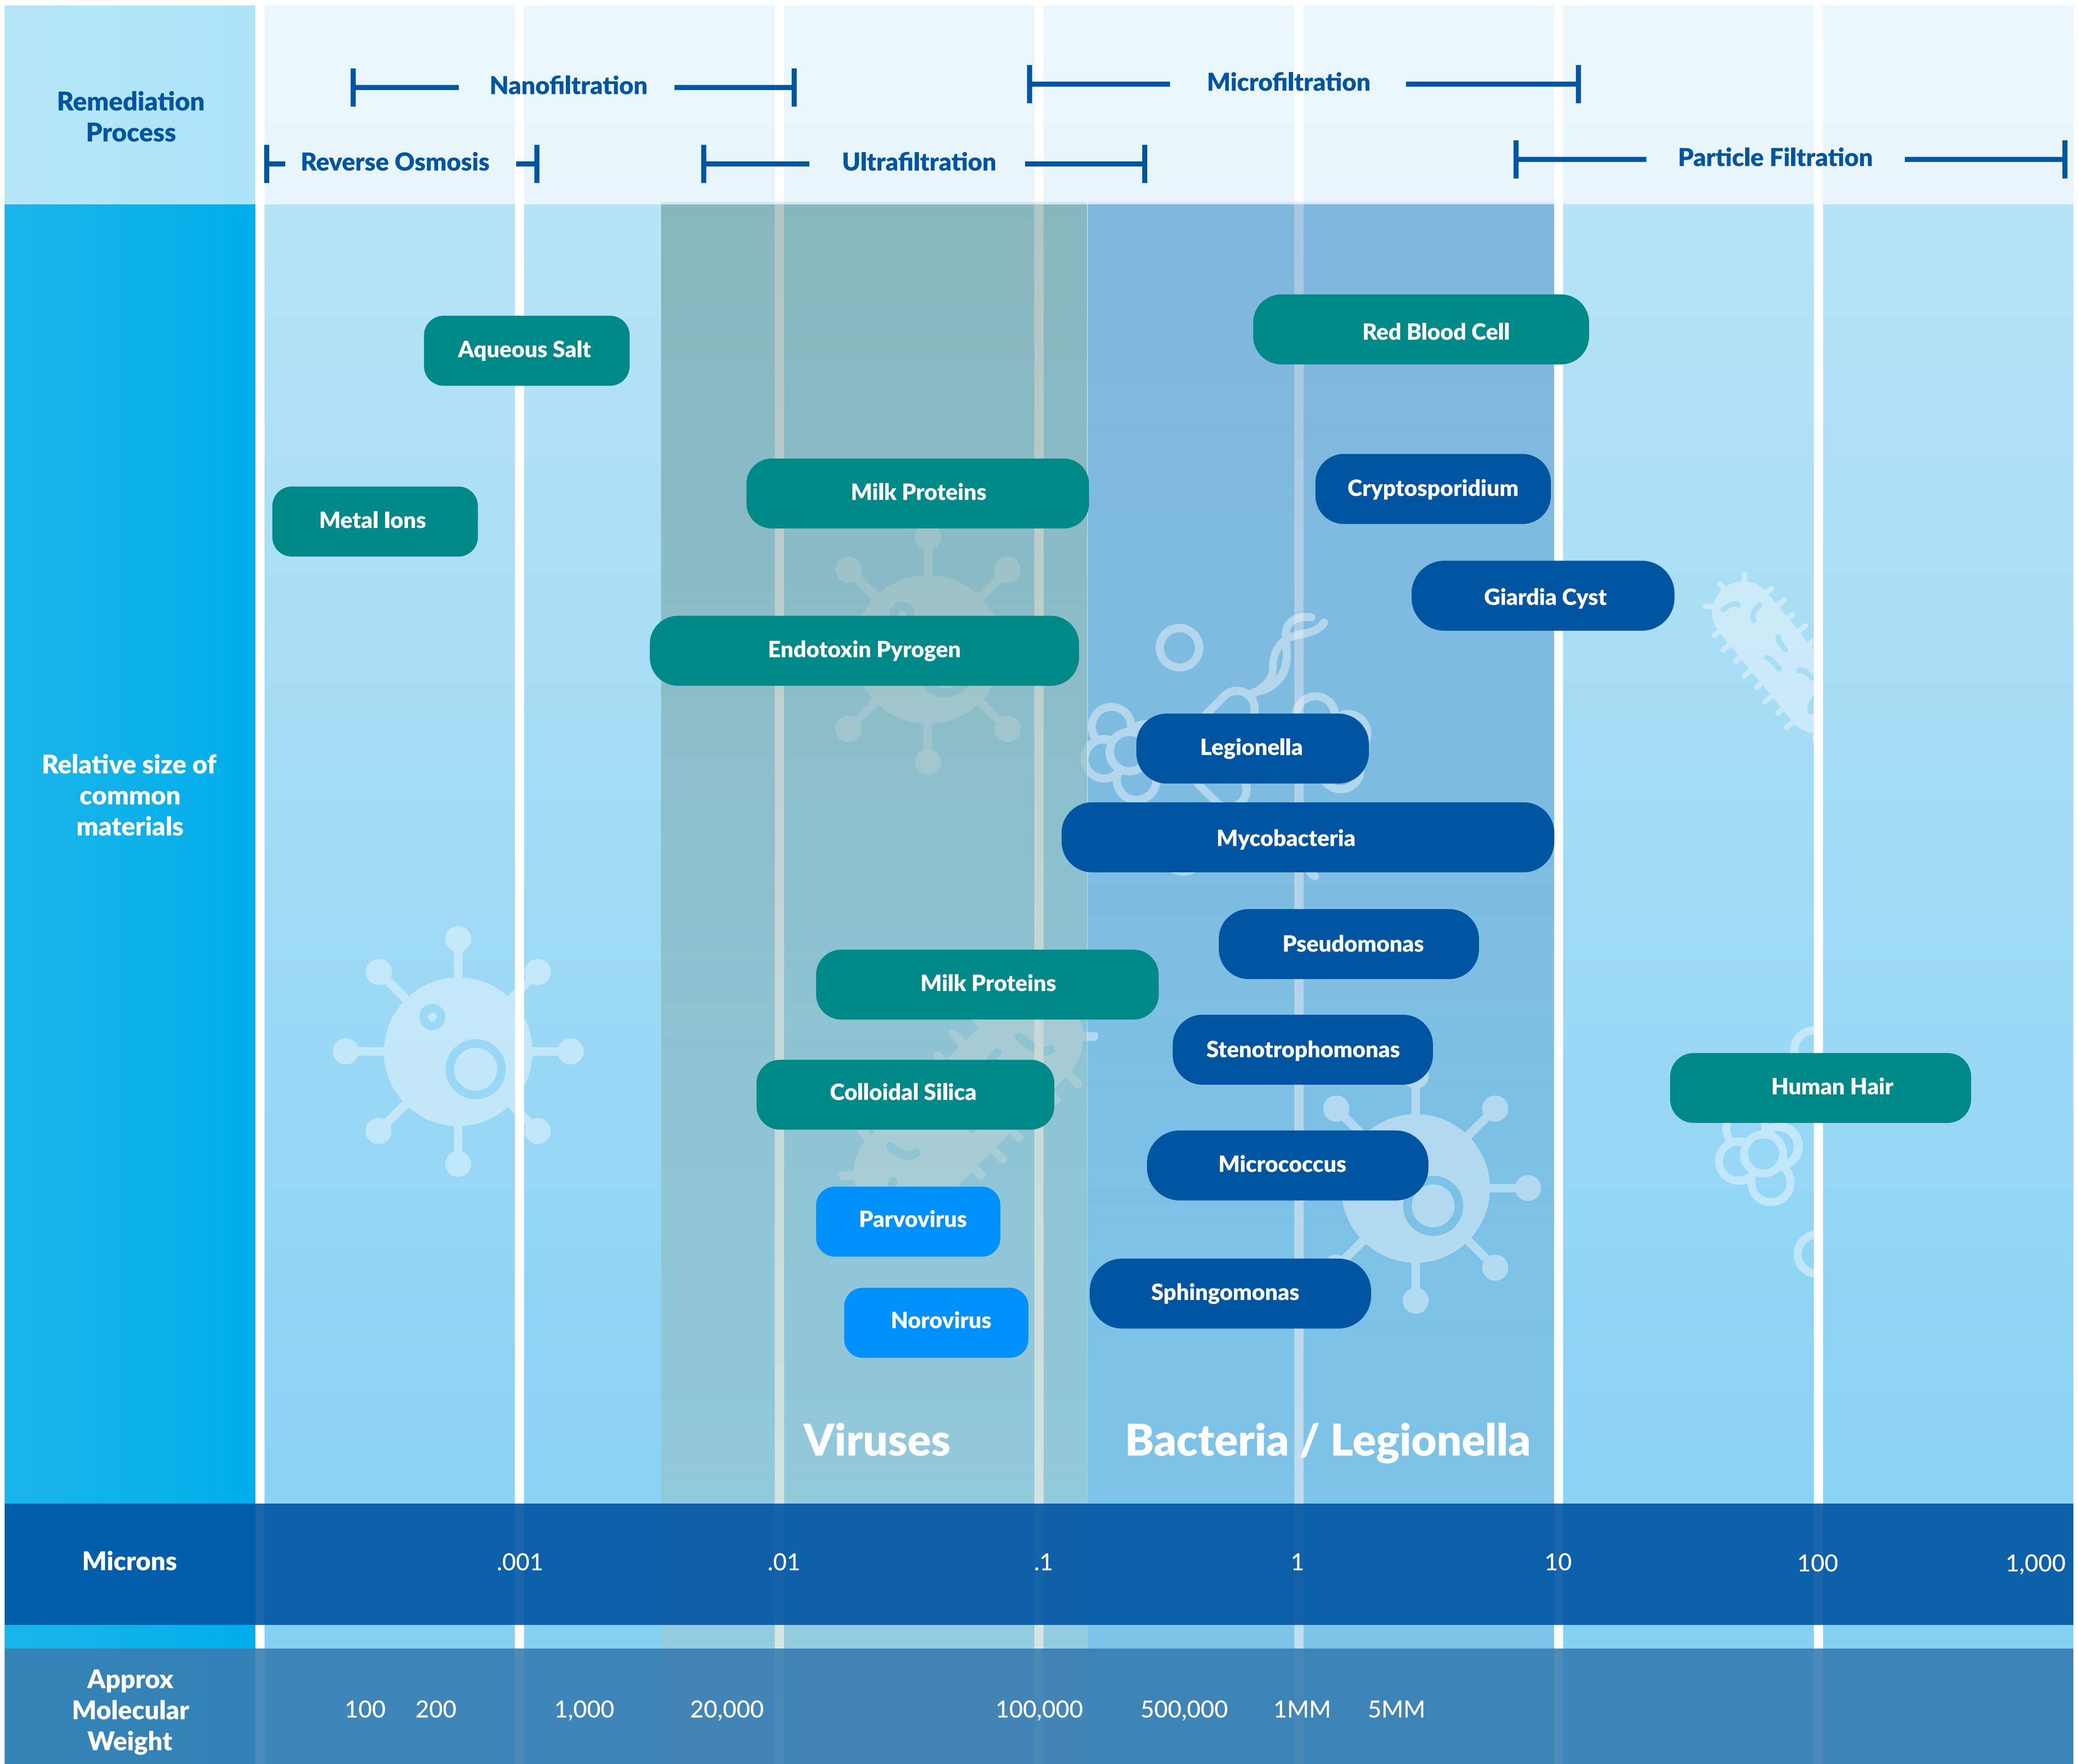 Remediation
Process
Nanofiltration
Microfiltration
Reverse Osmosis
Ultrafiltration
Particle Filtration
Relative size of
common
materials
Aqueous Salt
Red Blood Cell
Metal Ions
Milk Proteins
Cryptosporidium
Giardia Cyst
Endotoxin Pyrogen
Legionella
Mycobacteria
Pseudomonas
Milk Proteins
Stenotrophomonas
Colloidal Silica
Human Hair
Micrococcus
Parvovirus
Sphingomonas
Norovirus
Viruses
Bacteria / Legionella
Microns
.001
.01
.1
1
10
100
1,000
Approx
Molecular
Weight
100
200
1,000
20,000
100,000
500,000
1MM
5MM